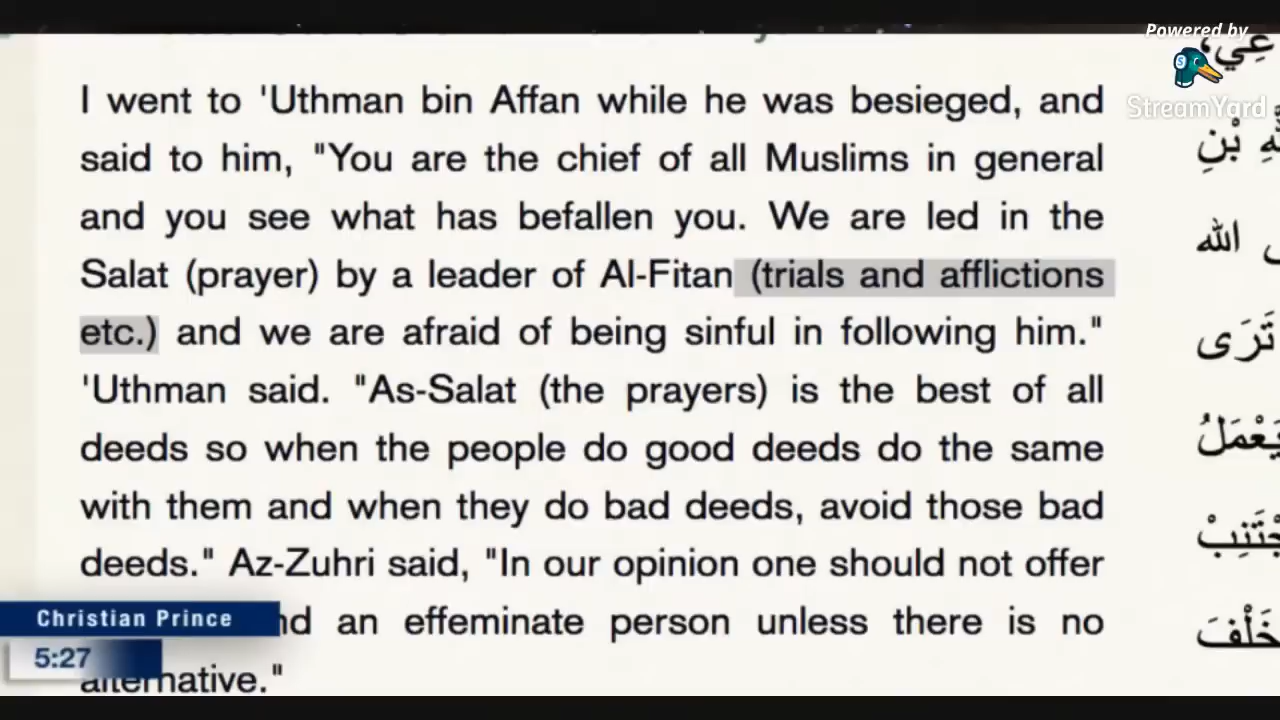 Powered by
StreamYard
I went to 'Uthman bin Affan while he was besieged, and
said to him, "You are the chief of all Muslims in general
and you see what has befallen you. We are led in the
Salat (prayer) by a leader of Al-Fitan (trials and afflictions
etc.) and we are afraid of being sinful in following him."
'Uthman said. "As-Salat (the prayers) is the best of all
deeds so when the people do good deeds do the same
with them and when they do bad deeds, avoid those bad
deeds." Az-Zuhri said, "In our opinion one should not offer
an effeminate person unless there is no
alternative."
بْنِ
الله
تَرَى
خَلْفَ
Christian Prince
5:27